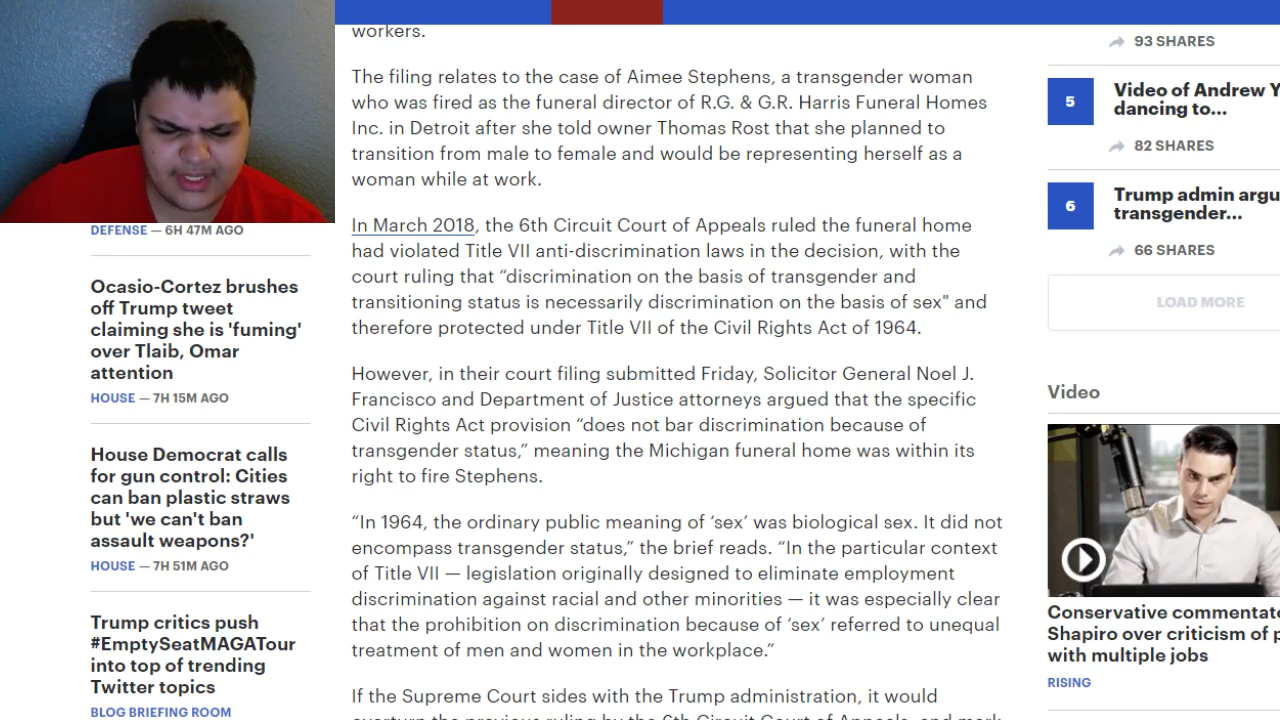 workers.
The filing relates to the case of Aimee Stephens, a transgender woman
who was fired as the funeral director of R.G. & G.R. Harris Funeral Homes
Inc. in Detroit after she told owner Thomas Rost that she planned to
transition from male to female and would be representing herself as a
woman while at work.
In March 2018, the 6th Circuit Court of Appeals ruled the funeral home
had violated Title VII anti-discrimination laws in the decision, with the
court ruling that “discrimination on the basis of transgender and
transitioning status is necessarily discrimination on the basis of sex" and
therefore protected under Title VII of the Civil Rights Act of 1964.
However, in their court filing submitted Friday, Solicitor General Noel J.
Francisco and Department of Justice attorneys argued that the specific
Civil Rights Act provision “does not bar discrimination because of
transgender status,” meaning the Michigan funeral home was within its
right to fire Stephens.
“In 1964, the ordinary public meaning of ‘sex’ was biological sex. It did not
encompass transgender status,” the brief reads. “In the particular context
of Title VII — legislation originally designed to eliminate employment
discrimination against racial and other minorities — it was especially clear
that the prohibition on discrimination because of ‘sex’ referred to unequal
treatment of men and women in the workplace.”
If the Supreme Court sides with the Trump administration, it would
overturn the previous ruling by the 6th Circuit Court of Appeals, and mark
DEFENSE — 6H 47M AGO
Ocasio-Cortez brushes
off Trump tweet
claiming she is 'fuming'
over Tlaib, Omar
attention
HOUSE — 7H 15M AGO
House Democrat calls
for gun control: Cities
can ban plastic straws
but 'we can't ban
assault weapons?'
HOUSE — 7H 51M AGO
Trump critics push
#EmptySeatMAGATour
into top of trending
Twitter topics
BLOG BRIEFING ROOM
93 SHARES
5
Video of Andrew Y
dancing to...
82 SHARES
6
Trump admin argu
transgender...
66 SHARES
LOAD MORE
Video
Conservative commentato
Shapiro over criticism of p
with multiple jobs
RISING